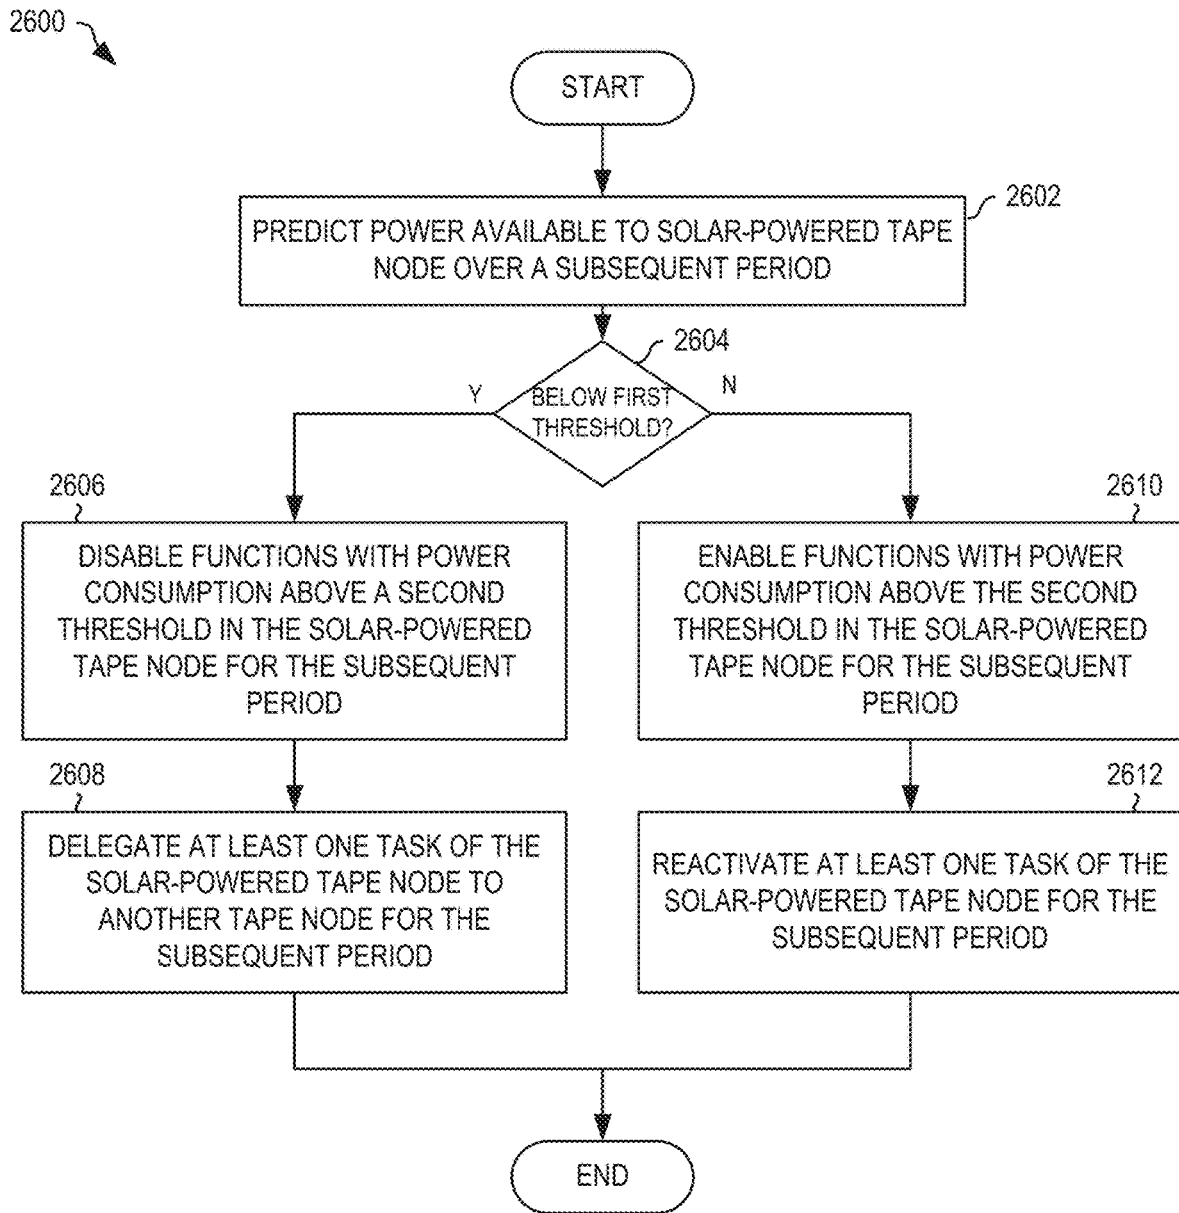 2600
START
2602
PREDICT POWER AVAILABLE TO SOLAR-POWERED TAPE
NODE OVER A SUBSEQUENT PERIOD
2604
Y
BELOW FIRST
THRESHOLD?
N
2606
DISABLE FUNCTIONS WITH POWER
CONSUMPTION ABOVE A SECOND
THRESHOLD IN THE SOLAR-POWERED
TAPE NODE FOR THE SUBSEQUENT
PERIOD
2610
ENABLE FUNCTIONS WITH POWER
CONSUMPTION ABOVE THE SECOND
THRESHOLD IN THE SOLAR-POWERED
TAPE NODE FOR THE SUBSEQUENT
PERIOD
2608
DELEGATE AT LEAST ONE TASK OF THE
SOLAR-POWERED TAPE NODE TO
ANOTHER TAPE NODE FOR THE
SUBSEQUENT PERIOD
2612
REACTIVATE AT LEAST ONE TASK OF THE
SOLAR-POWERED TAPE NODE FOR THE
SUBSEQUENT PERIOD
END